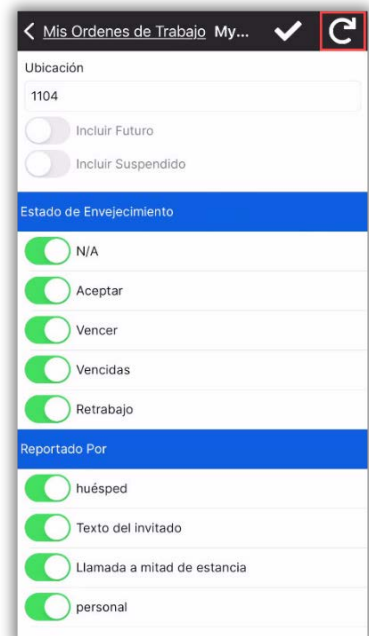 Mis Ordenes de Trabajo My...
Ubicación
1104
Incluir Futuro
Incluir Suspendido
Estado de Envejecimiento
N/A
Aceptar
Vencer
Vencidas
Retrabajo
Reportado Por
huésped
Texto del invitado
Llamada a mitad de estancia
personal